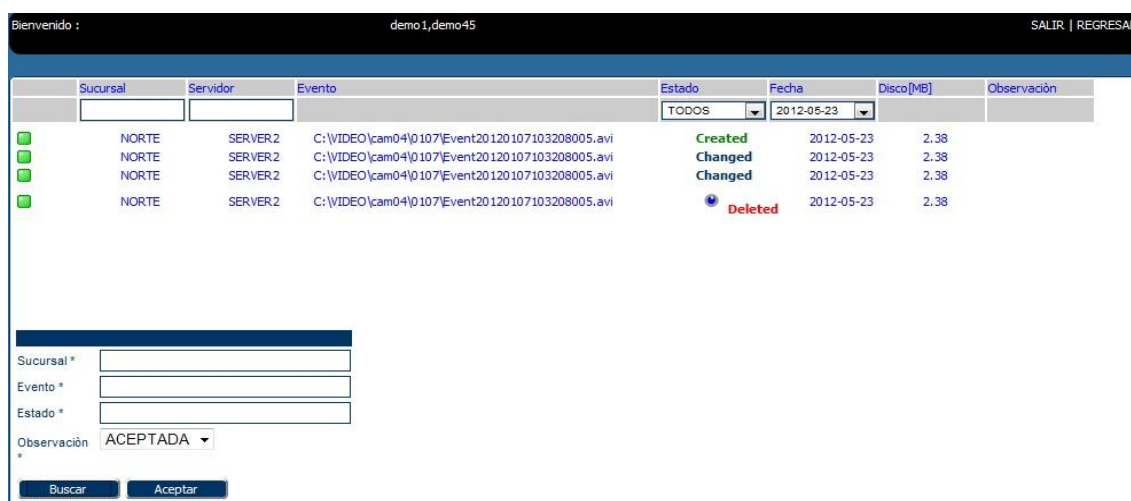 Bienvenido : demo1,demo45 SALIR | REGRESA
Sucursal Servidor Evento Estado Fecha Disco[MB] Observaciòn
TODOS 2012-05-23
NORTE SERVER2 C:\VIDEO\cam04\0107\Event20120107103208005.avi Created 2012-05-23 2.38
NORTE SERVER2 C:\VIDEO\cam04\0107\Event20120107103208005.avi Changed 2012-05-23 2.38
NORTE SERVER2 C:\VIDEO\cam04\0107\Event20120107103208005.avi Changed 2012-05-23 2.38
NORTE SERVER2 C:\VIDEO\cam04\0107\Event20120107103208005.avi Deleted 2012-05-23 2.38
Sucursal *
Evento *
Estado *
Observaciòn * ACEPTADA
Buscar Aceptar